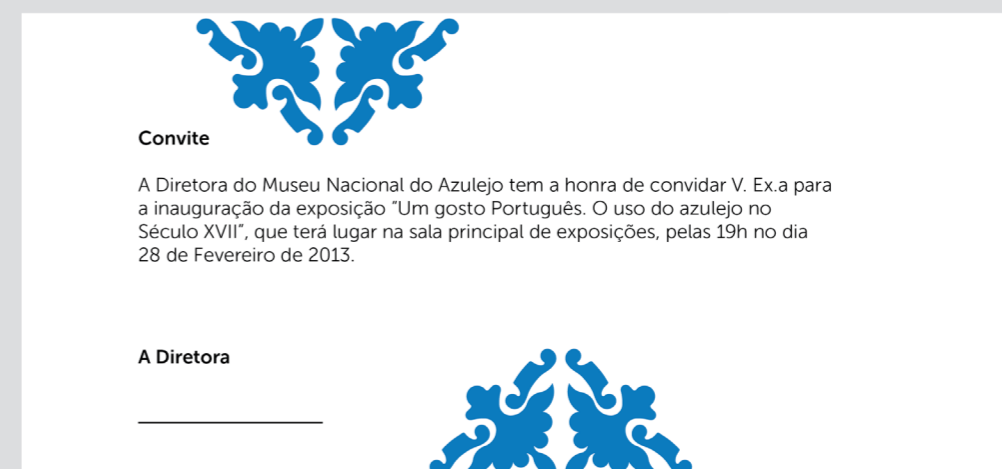 Convite
A Diretora do Museu Nacional do Azulejo tem a honra de convidar V. Ex.a para
a inauguração da exposição “Um gosto Português. O uso do azulejo no
Século XVII”, que terá lugar na sala principal de exposições, pelas 19h no dia
28 de Fevereiro de 2013.
A Diretora